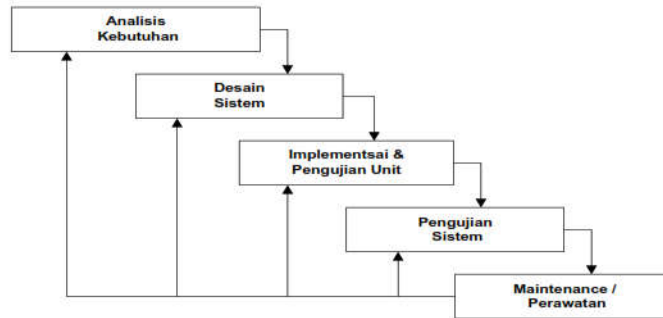 Analisis
Kebutuhan
Desain
Sistem
Implementsai &
Pengujian Unit
Pengujian
Sistem
Maintenance /
Perawatan